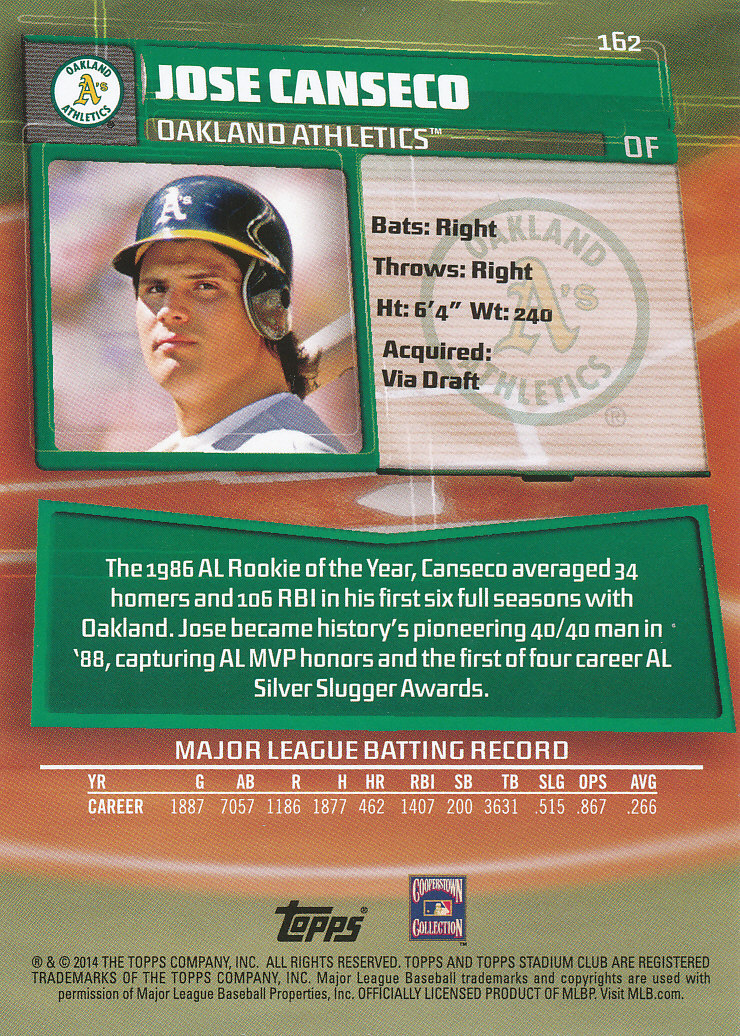 162
OAKLAND
A's
ATHLETICS
®
JOSE CANSECO
OAKLAND ATHLETICS™
OF
A's
Bats: Right
Throws: Right
Ht: 6'4" Wt: 240
Acquired:
Via Draft
OAKLAND
A's
ATHLETICS
®
The 1986 AL Rookie of the Year, Canseco averaged 34
homers and 106 RBI in his first six full seasons with
Oakland. Jose became history's pioneering 40/40 man in
'88, capturing AL MVP honors and the first of four career AL
Silver Slugger Awards.
MAJOR LEAGUE BATTING RECORD
YR G AB R H HR RBI SB TB SLG OPS AVG
CAREER 1887 7057 1186 1877 462 1407 200 3631 .515 .867 .266
Topps®
COOPERSTOWN
COLLECTION
™
® & © 2014 THE TOPPS COMPANY, INC. ALL RIGHTS RESERVED. TOPPS AND TOPPS STADIUM CLUB ARE REGISTERED
TRADEMARKS OF THE TOPPS COMPANY, INC. Major League Baseball trademarks and copyrights are used with
permission of Major League Baseball Properties, Inc. OFFICIALLY LICENSED PRODUCT OF MLBP. Visit MLB.com.